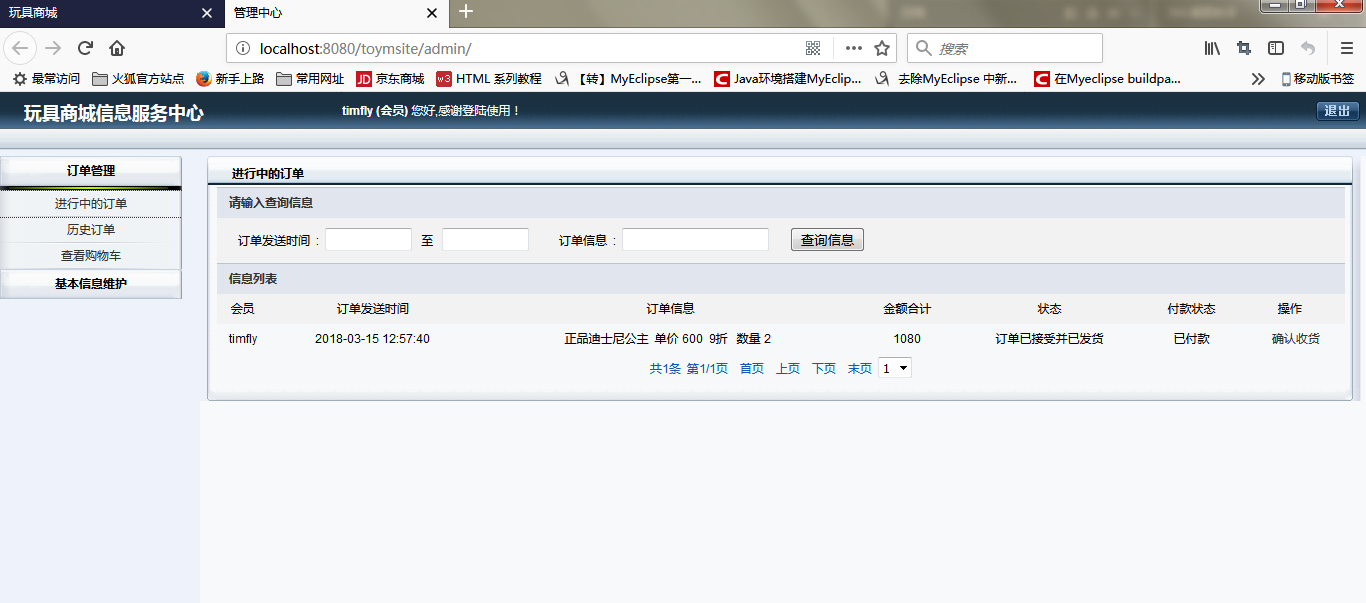 玩具商城
管理中心
localhost:8080/toymsite/admin/
搜索
最常访问 火狐官方站点 新手上路 常用网址 JD 京东商城 w3 HTML 系列教程 【转】MyEclipse第一... C Java环境搭建MyEclip... 去除MyEclipse 中新... C 在Myeclipse buildpa... 移动版书签
玩具商城信息服务中心 timfly (会员) 您好,感谢登陆使用！ 退出
订单管理
进行中的订单
历史订单
查看购物车
基本信息维护
进行中的订单
请输入查询信息
订单发送时间： 至 订单信息： 查询信息
信息列表
会员 订单发送时间 订单信息 金额合计 状态 付款状态 操作
timfly 2018-03-15 12:57:40 正品迪士尼公主 单价 600 9折 数量 2 1080 订单已接受并已发货 已付款 确认收货
共1条 第1/1页 首页 上页 下页 末页 1